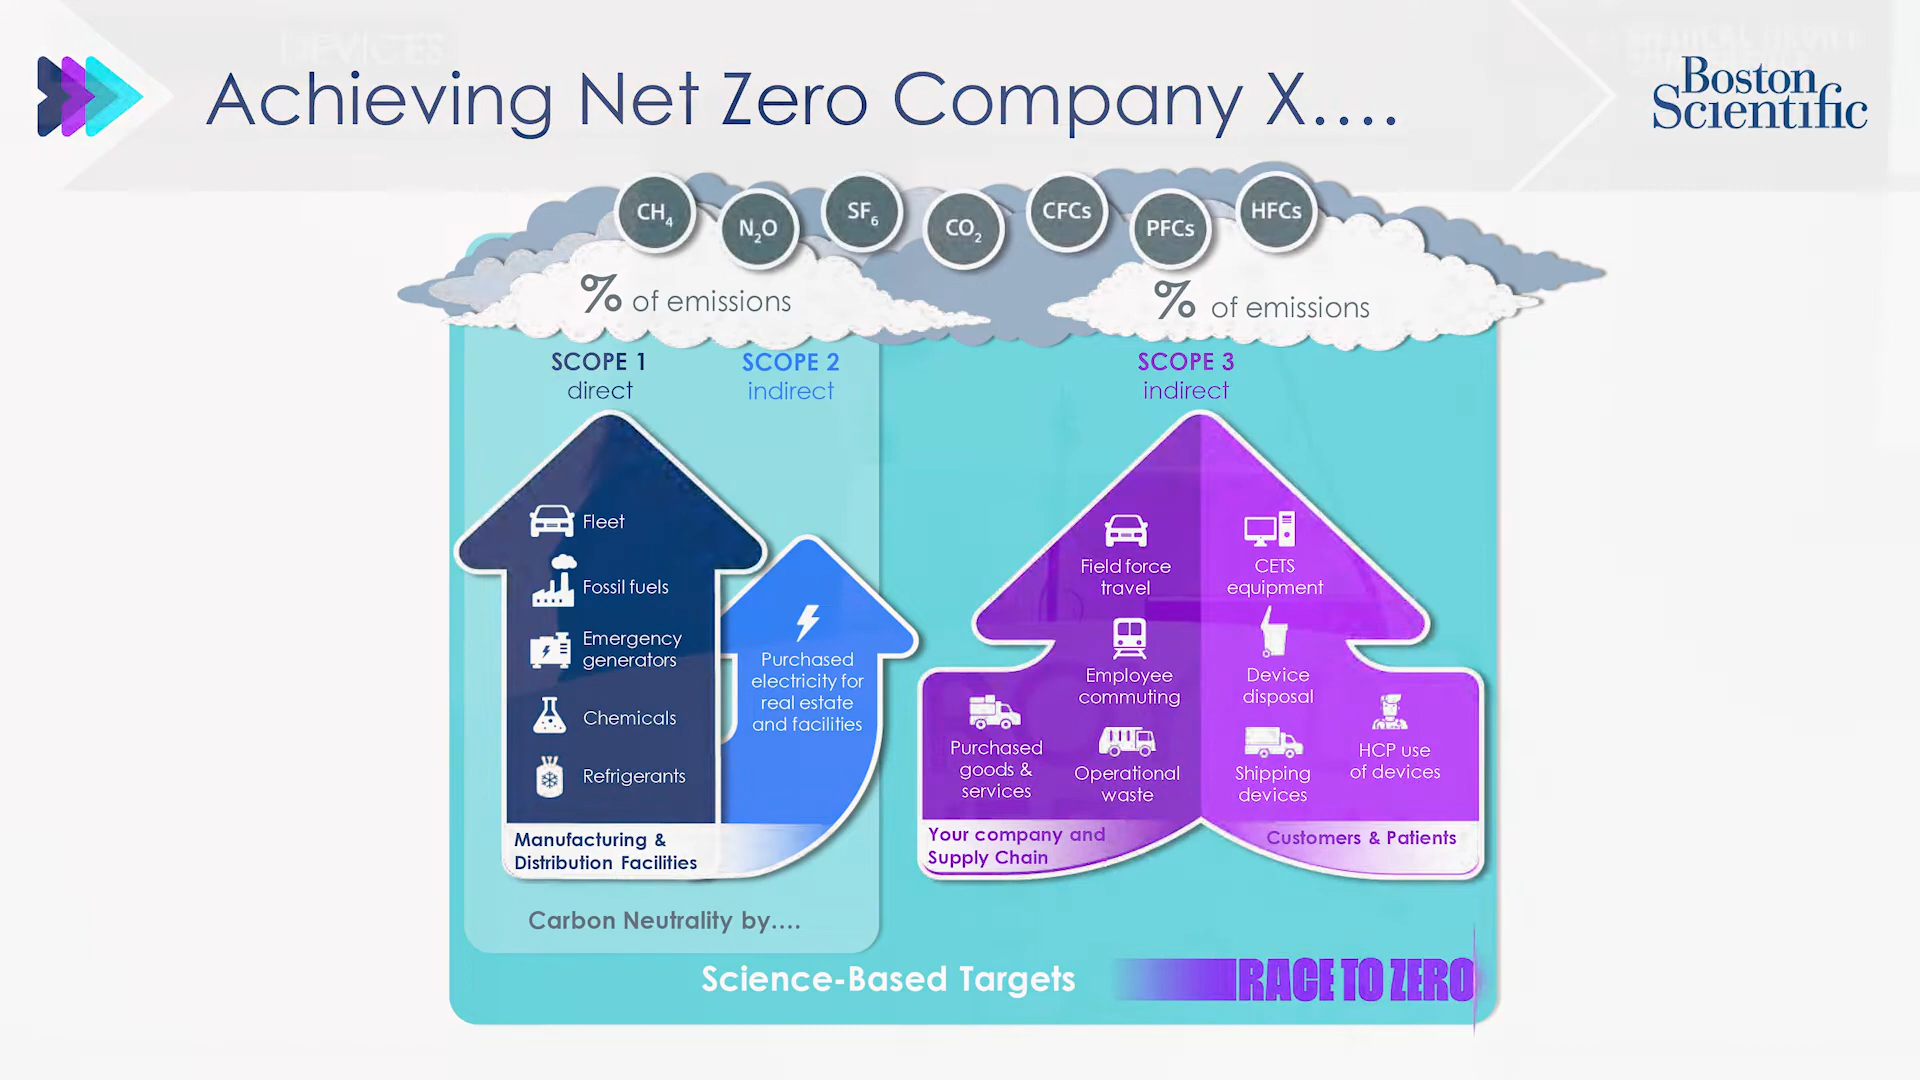 DEVICES
Achieving Net Zero Company X....
Boston
Scientific
CH4
N2O
SF6
CO2
CFCs
PFCs
HFCs
% of emissions
% of emissions
SCOPE 1
direct
SCOPE 2
indirect
SCOPE 3
indirect
Fleet
Fossil fuels
Emergency
generators
Chemicals
Refrigerants
Purchased
electricity for
real estate
and facilities
Manufacturing &
Distribution Facilities
Carbon Neutrality by....
Field force
travel
CETS
equipment
Employee
commuting
Device
disposal
Purchased
goods &
services
Operational
waste
Shipping
devices
HCP use
of devices
Your company and
Supply Chain
Customers & Patients
Science-Based Targets
RACE TO ZERO